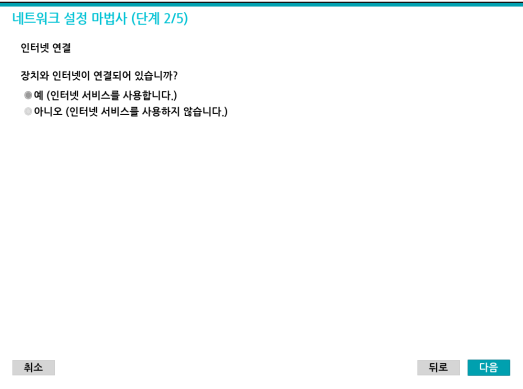 네트워크 설정 마법사 (단계 2/5)
인터넷 연결
장치와 인터넷이 연결되어 있습니까?
예 (인터넷 서비스를 사용합니다.)
아니오 (인터넷 서비스를 사용하지 않습니다.)
취소 뒤로 다음